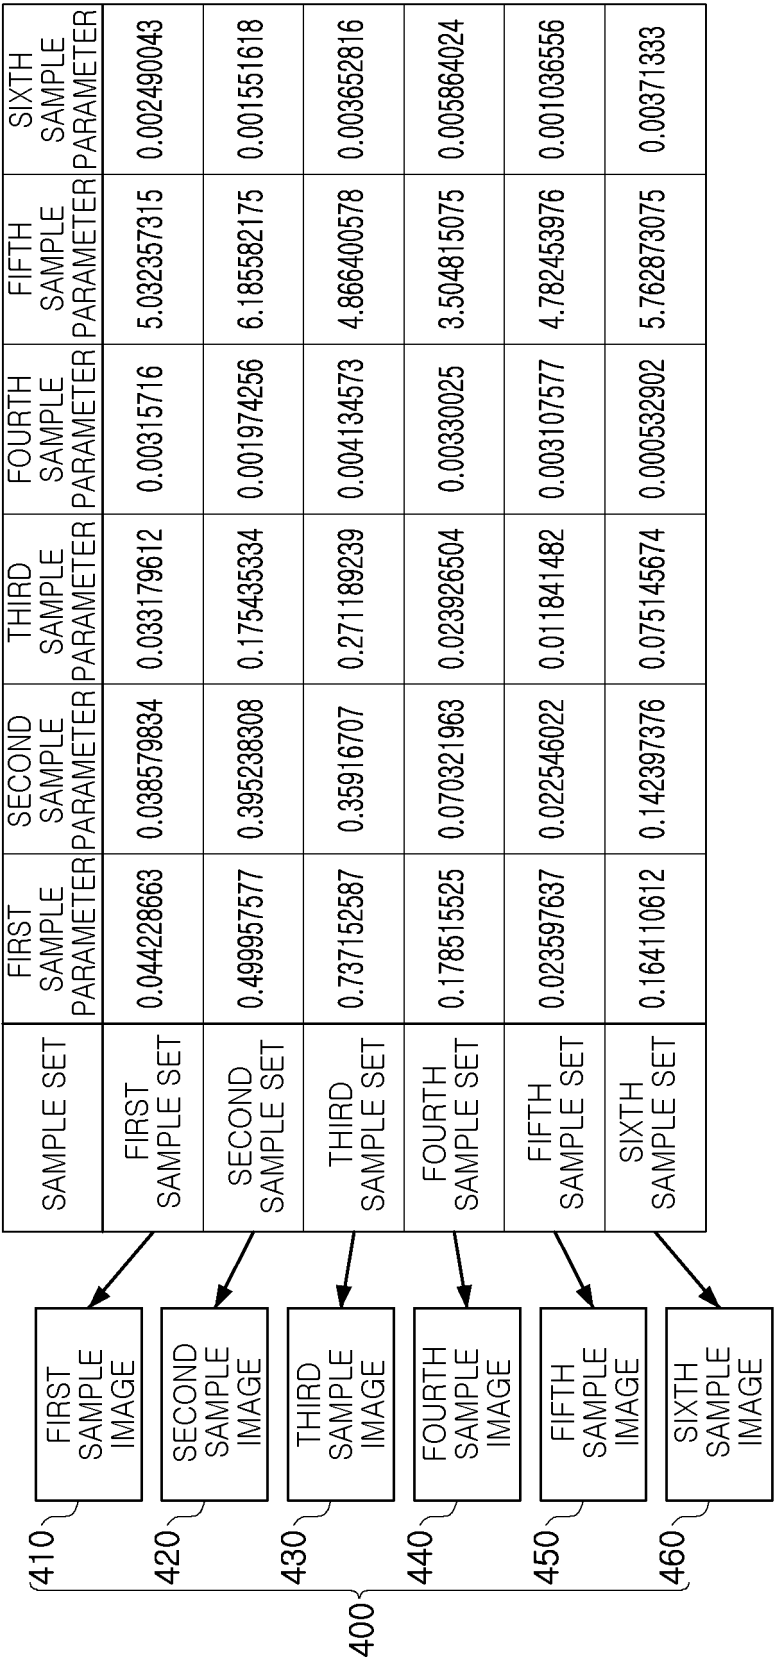 400
410
FIRST
SAMPLE
IMAGE
420
SECOND
SAMPLE
IMAGE
430
THIRD
SAMPLE
IMAGE
440
FOURTH
SAMPLE
IMAGE
450
FIFTH
SAMPLE
IMAGE
460
SIXTH
SAMPLE
IMAGE
SAMPLE SET
FIRST
SAMPLE
PARAMETER
SECOND
SAMPLE
PARAMETER
THIRD
SAMPLE
PARAMETER
FOURTH
SAMPLE
PARAMETER
FIFTH
SAMPLE
PARAMETER
SIXTH
SAMPLE
PARAMETER
FIRST
SAMPLE SET
0.044228663
0.038579834
0.033179612
0.00315716
5.032357315
0.002490043
SECOND
SAMPLE SET
0.499957577
0.395238308
0.175435334
0.001974256
6.185582175
0.001551618
THIRD
SAMPLE SET
0.737152587
0.35916707
0.271189239
0.004134573
4.866400578
0.003652816
FOURTH
SAMPLE SET
0.178515525
0.070321963
0.023926504
0.00330025
3.504815075
0.005864024
FIFTH
SAMPLE SET
0.023597637
0.022546022
0.011841482
0.003107577
4.782453976
0.001036556
SIXTH
SAMPLE SET
0.164110612
0.142397376
0.075145674
0.000532902
5.762873075
0.00371333